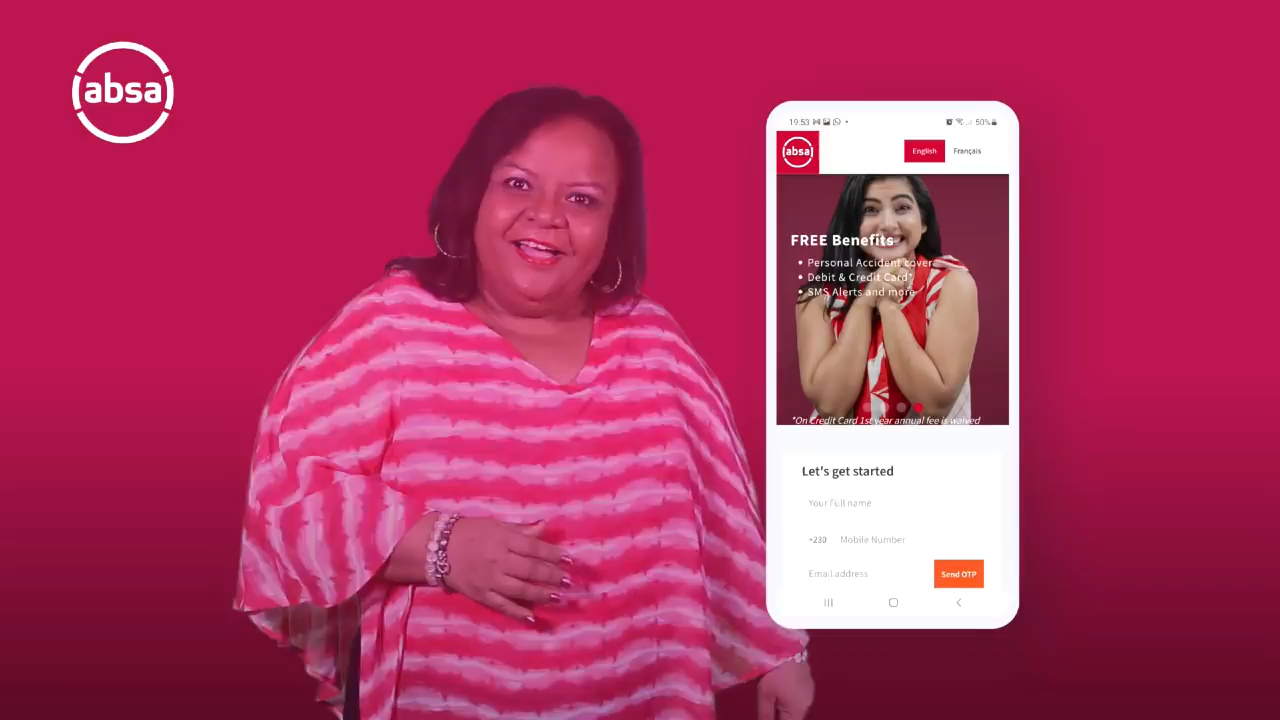 absa
19.53
50%
absa
English
Français
FREE Benefits
• Personal Accident cover
• Debit & Credit Card*
• SMS Alerts and more
*On Credit Card 1st year annual fee is waived
Let's get started
Your Full name
+230 Mobile Number
Email address
Send OTP